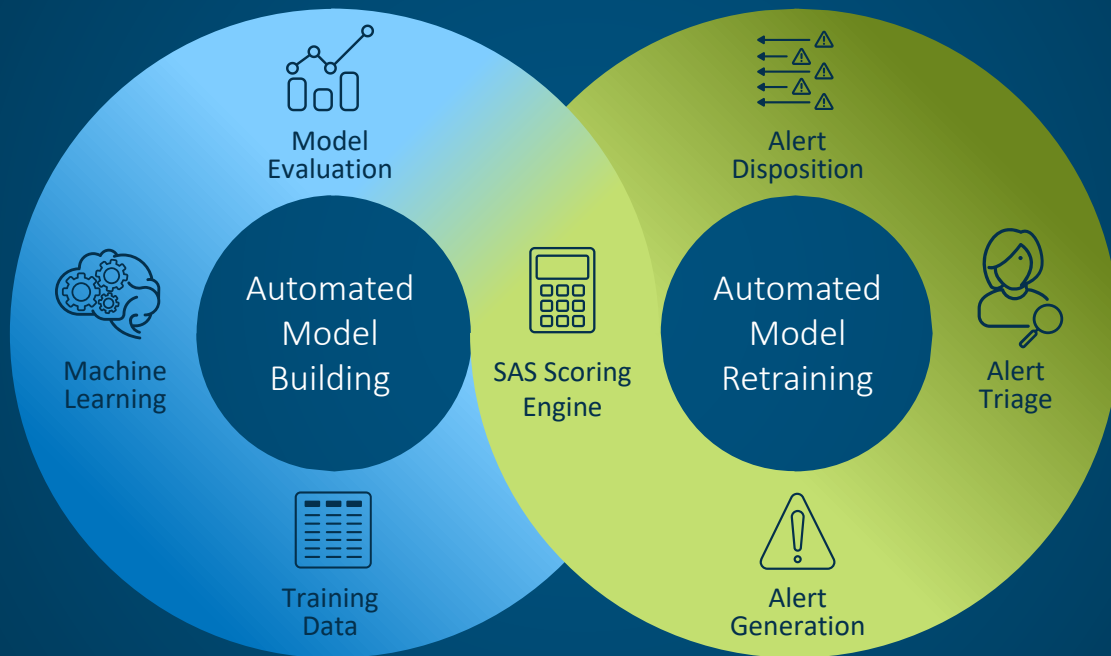 Model
Evaluation
Machine
Learning
Automated
Model
Building
Training
Data
SAS Scoring
Engine
Alert
Disposition
Automated
Model
Retraining
Alert
Triage
Alert
Generation